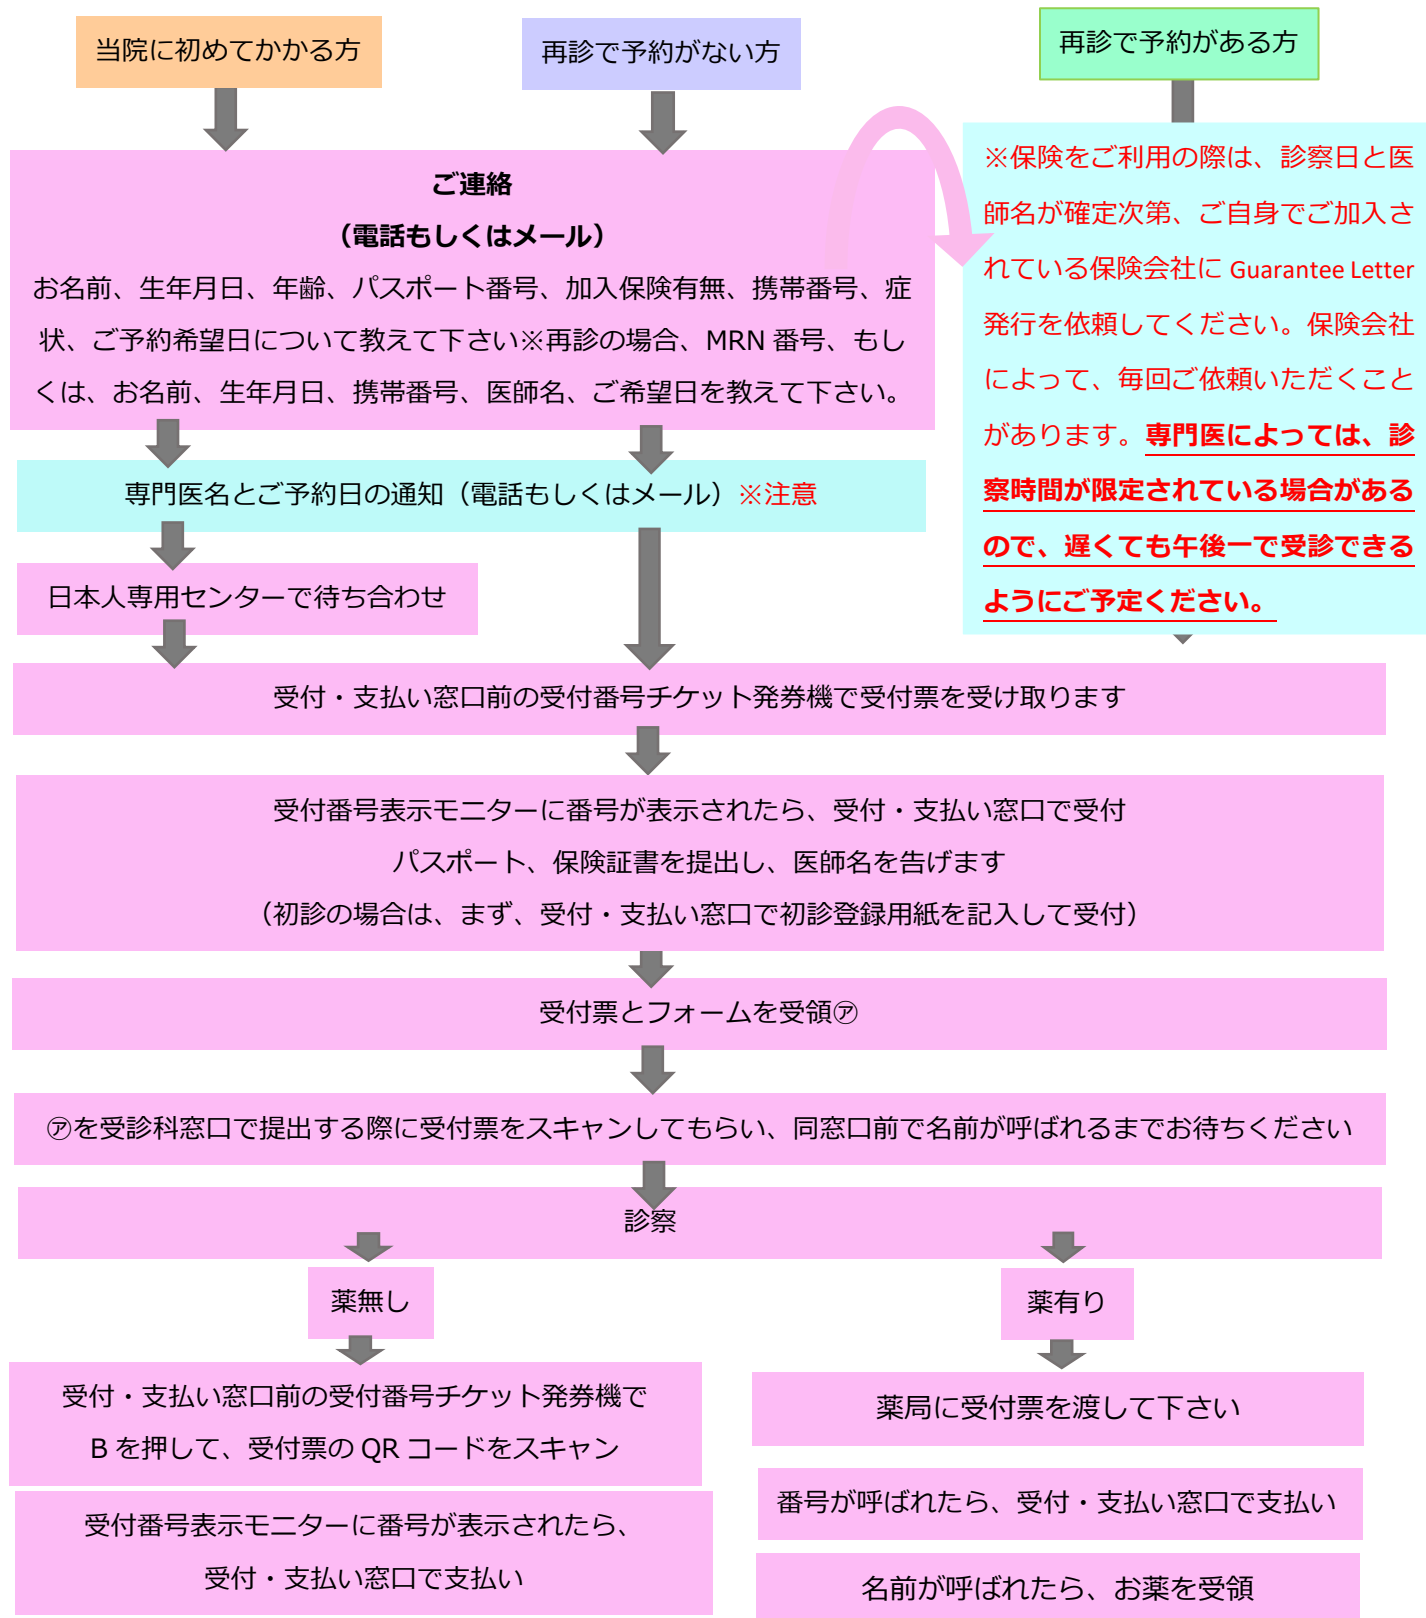 当院に初めてかかる方
再診で予約がない方
再診で予約がある方
ご連絡
（電話もしくはメール）
お名前、生年月日、年齢、パスポート番号、加入保険有無、携帯番号、症
状、ご予約希望日について教えて下さい※再診の場合、MRN 番号、もし
くは、お名前、生年月日、携帯番号、医師名、ご希望日を教えて下さい。
※保険をご利用の際は、診察日と医
師名が確定次第、ご自身でご加入さ
れている保険会社に Guarantee Letter
発行を依頼してください。保険会社
によって、毎回ご依頼いただくこと
があります。専門医によっては、診
察時間が限定されている場合がある
ので、遅くても午後一で受診できる
ようにご予定ください。
専門医名とご予約日の通知（電話もしくはメール）※注意
日本人専用センターで待ち合わせ
受付・支払い窓口前の受付番号チケット発券機で受付票を受け取ります
受付番号表示モニターに番号が表示されたら、受付・支払い窓口で受付
パスポート、保険証書を提出し、医師名を告げます
（初診の場合は、まず、受付・支払い窓口で初診登録用紙を記入して受付）
受付票とフォームを受領㋐
㋐を受診科窓口で提出する際に受付票をスキャンしてもらい、同窓口前で名前が呼ばれるまでお待ちください
診察
薬無し
薬有り
受付・支払い窓口前の受付番号チケット発券機で
B を押して、受付票の QR コードをスキャン
受付番号表示モニターに番号が表示されたら、
受付・支払い窓口で支払い
薬局に受付票を渡して下さい
番号が呼ばれたら、受付・支払い窓口で支払い
名前が呼ばれたら、お薬を受領